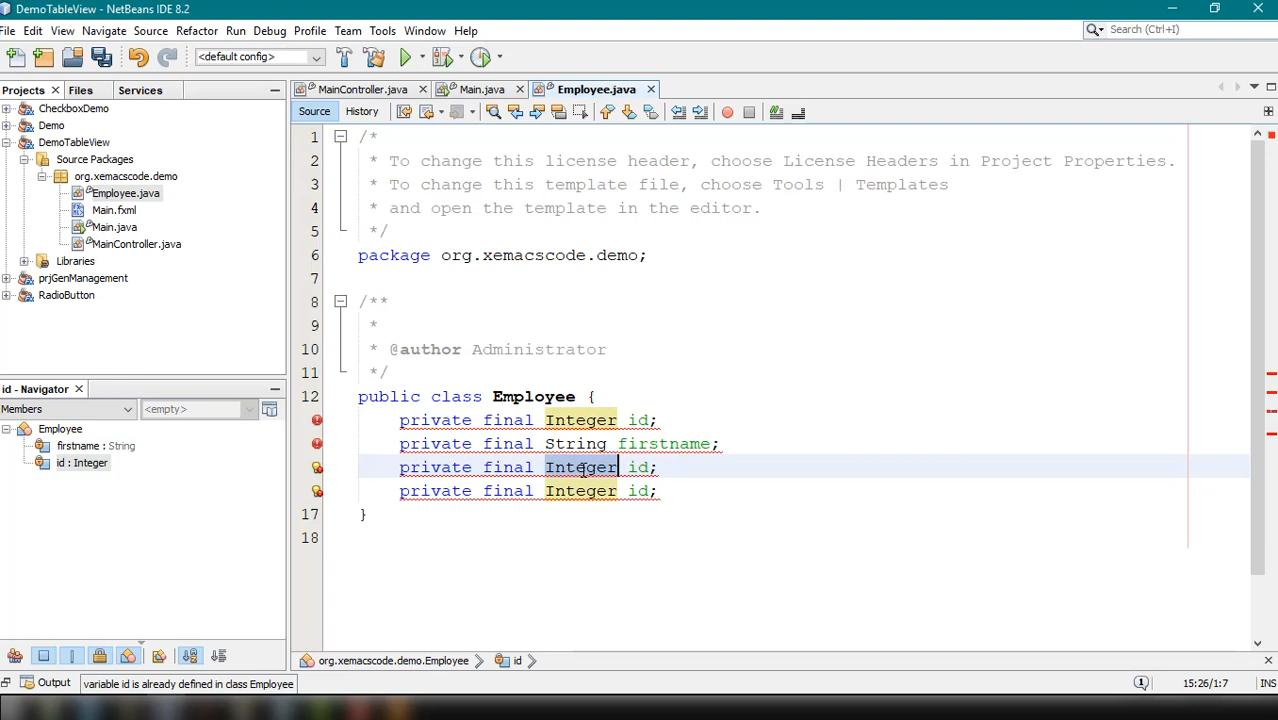 DemoTableView - NetBeans IDE 8.2
File Edit View Navigate Source Refactor Run Debug Profile Team Tools Window Help
Search (Ctrl+I)
<default config>
Projects Files Services
MainController.java Main.java Employee.java
Source History
CheckboxDemo
Demo
DemoTableView
Source Packages
org.xemacscode.demo
Employee.java
Main.fxml
Main.java
MainController.java
Libraries
prjGenManagement
RadioButton
id - Navigator
Members <empty>
Employee
firstname : String
id : Integer
1 /*
2 * To change this license header, choose License Headers in Project Properties.
3 * To change this template file, choose Tools | Templates
4 * and open the template in the editor.
5 */
6 package org.xemacscode.demo;
7
8 /**
9 *
10 * @author Administrator
11 */
12 public class Employee {
private final Integer id;
private final String firstname;
private final Integer id;
private final Integer id;
17 }
18
org.xemacscode.demo.Employee id
Output variable id is already defined in class Employee
1 15:26/1:7 INS